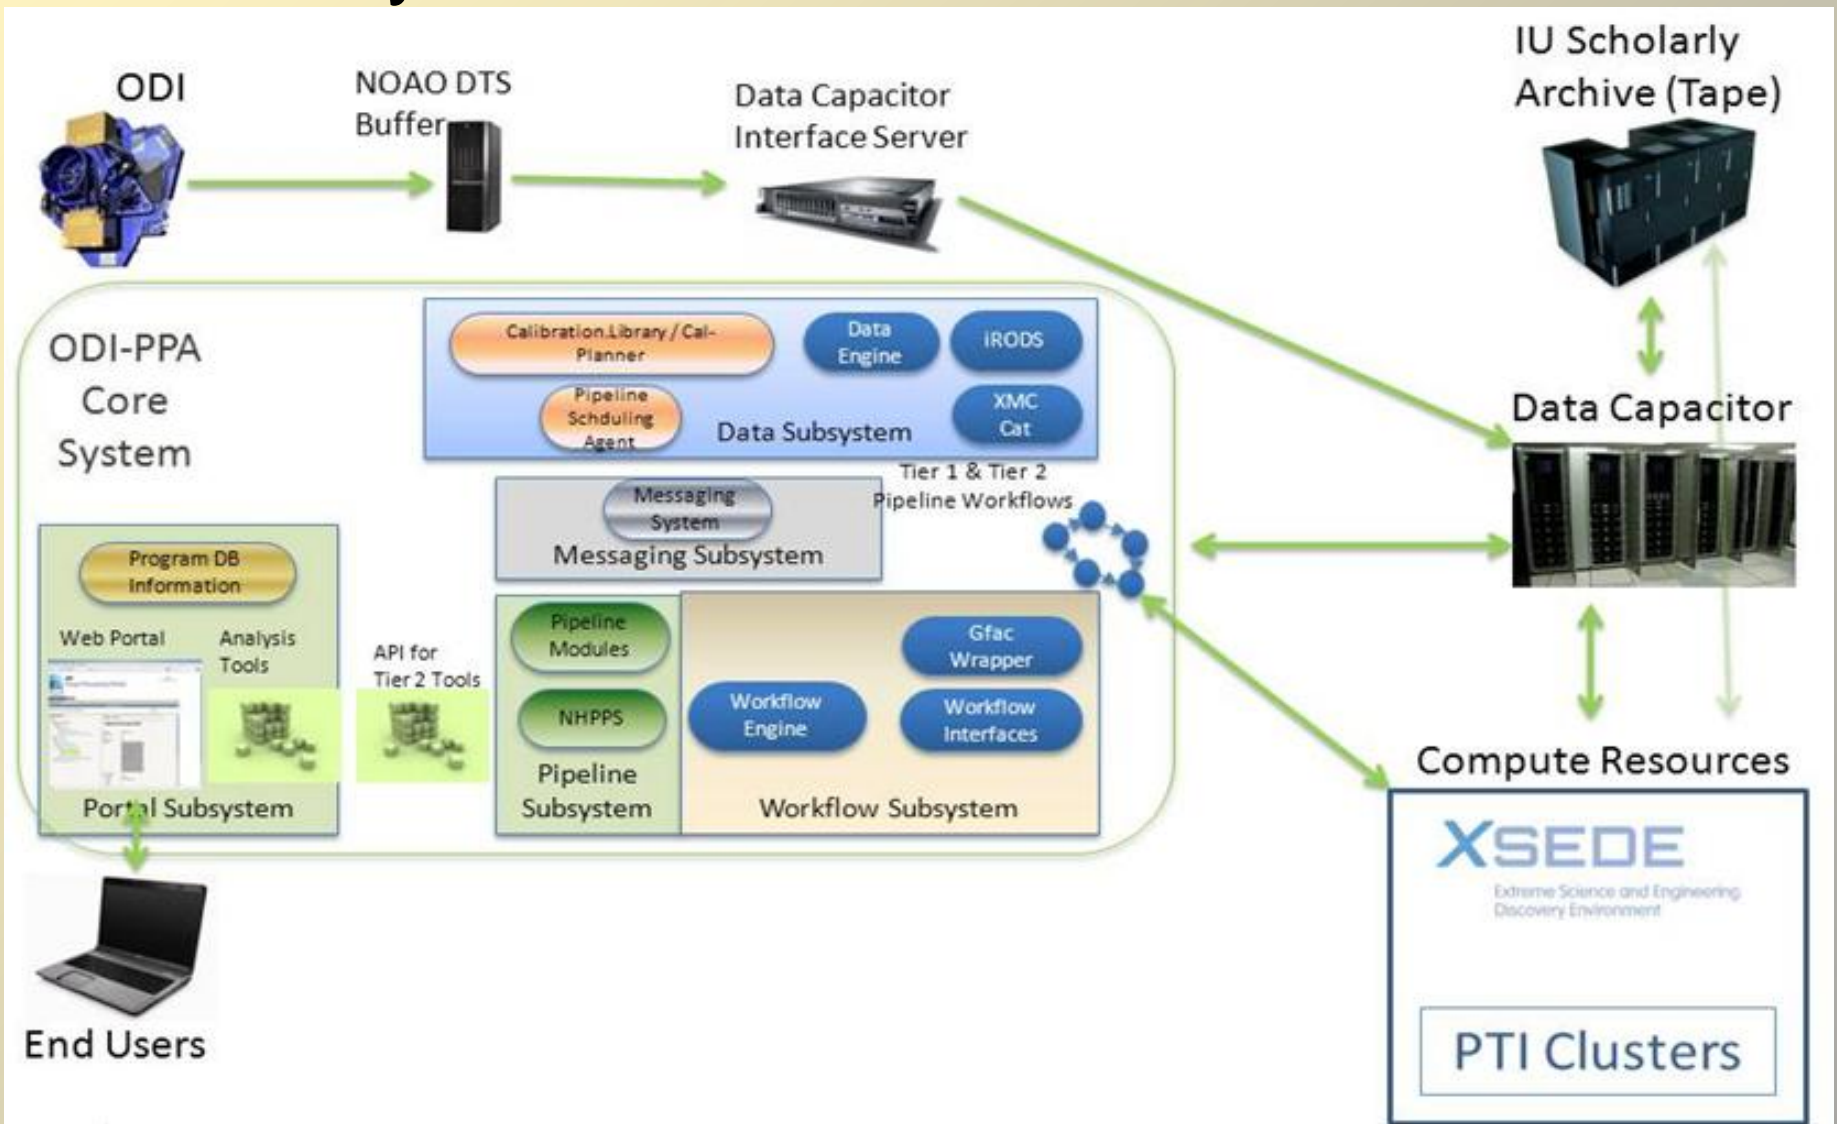 ODI
NOAO DTS
Buffer
Data Capacitor
Interface Server
IU Scholarly
Archive (Tape)
ODI-PPA
Core
System
Calibration.Library / Cal-
Planner
Data
Engine
iRODS
Pipeline
Schduling
Agent
XMC
Cat
Data Subsystem
Data Capacitor
Tier 1 & Tier 2
Pipeline Workflows
Messaging
System
Messaging Subsystem
Program DB
Information
Web Portal
Analysis
Tools
Portal Subsystem
API for
Tier 2 Tools
Pipeline
Modules
NHPPS
Pipeline
Subsystem
Gfac
Wrapper
Workflow
Engine
Workflow
Interfaces
Workflow Subsystem
Compute Resources
XSEDE
Extreme Science and Engineering
Discovery Environment
PTI Clusters
End Users